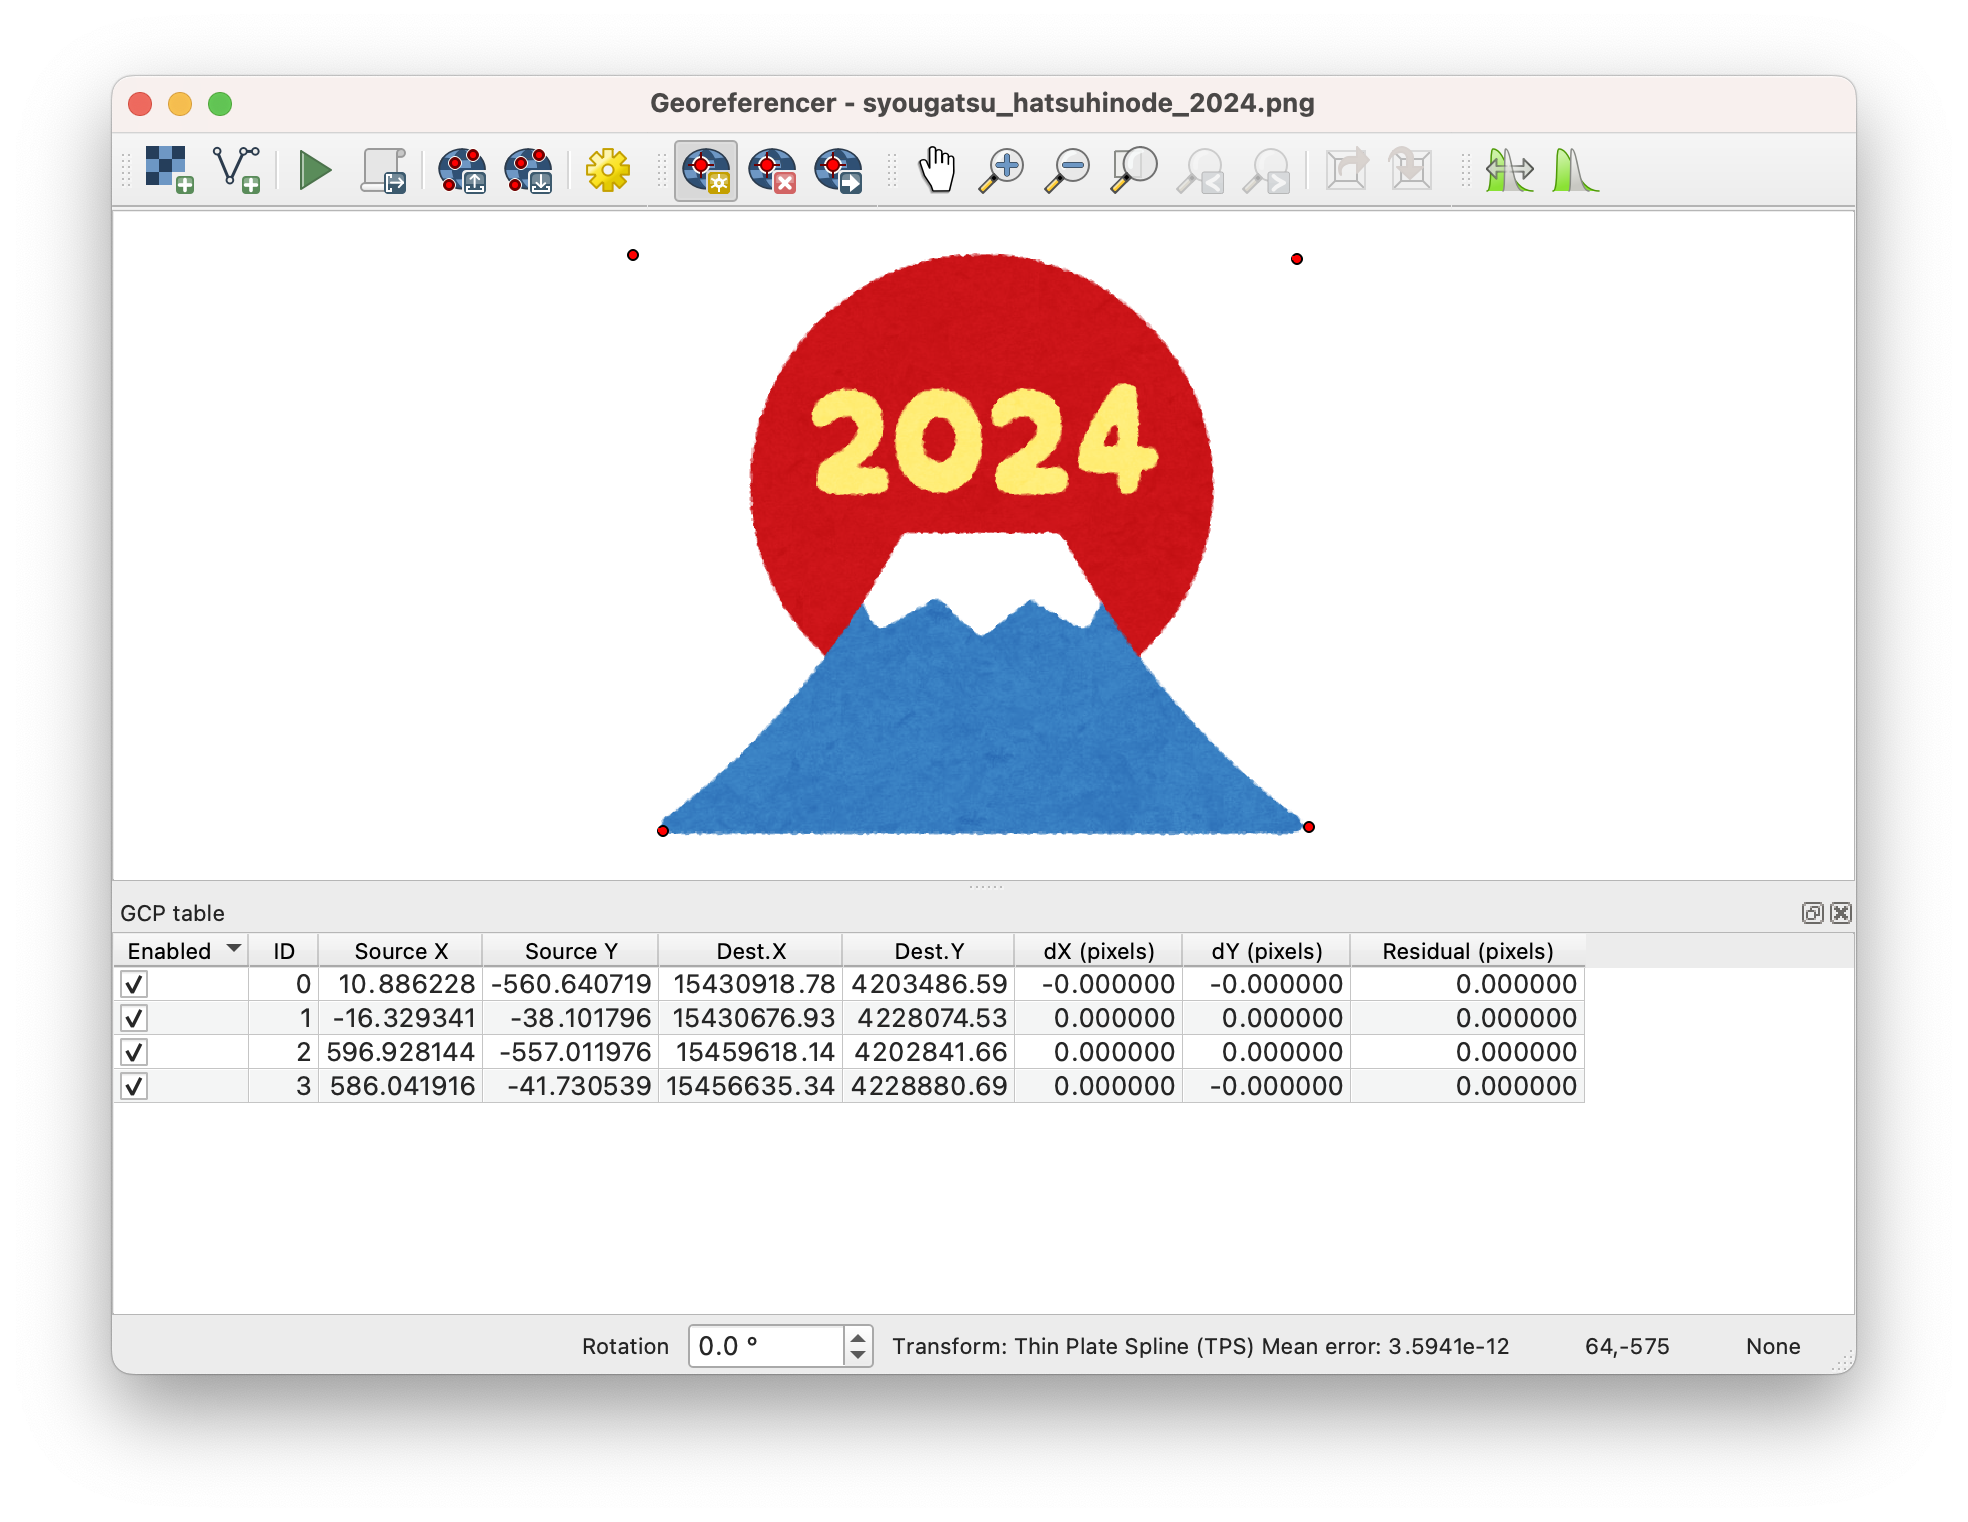 Georeferencer - syougatsu_hatsuhinode_2024.png
2024
GCP table
Enabled ID Source X Source Y Dest.X Dest.Y dX (pixels) dY (pixels) Residual (pixels)
0 10.886228 -560.640719 15430918.78 4203486.59 -0.000000 -0.000000 0.000000
1 -16.329341 -38.101796 15430676.93 4228074.53 0.000000 0.000000 0.000000
2 596.928144 -557.011976 15459618.14 4202841.66 0.000000 0.000000 0.000000
3 586.041916 -41.730539 15456635.34 4228880.69 0.000000 -0.000000 0.000000
Rotation 0.0 ° Transform: Thin Plate Spline (TPS) Mean error: 3.5941e-12 64,-575 None